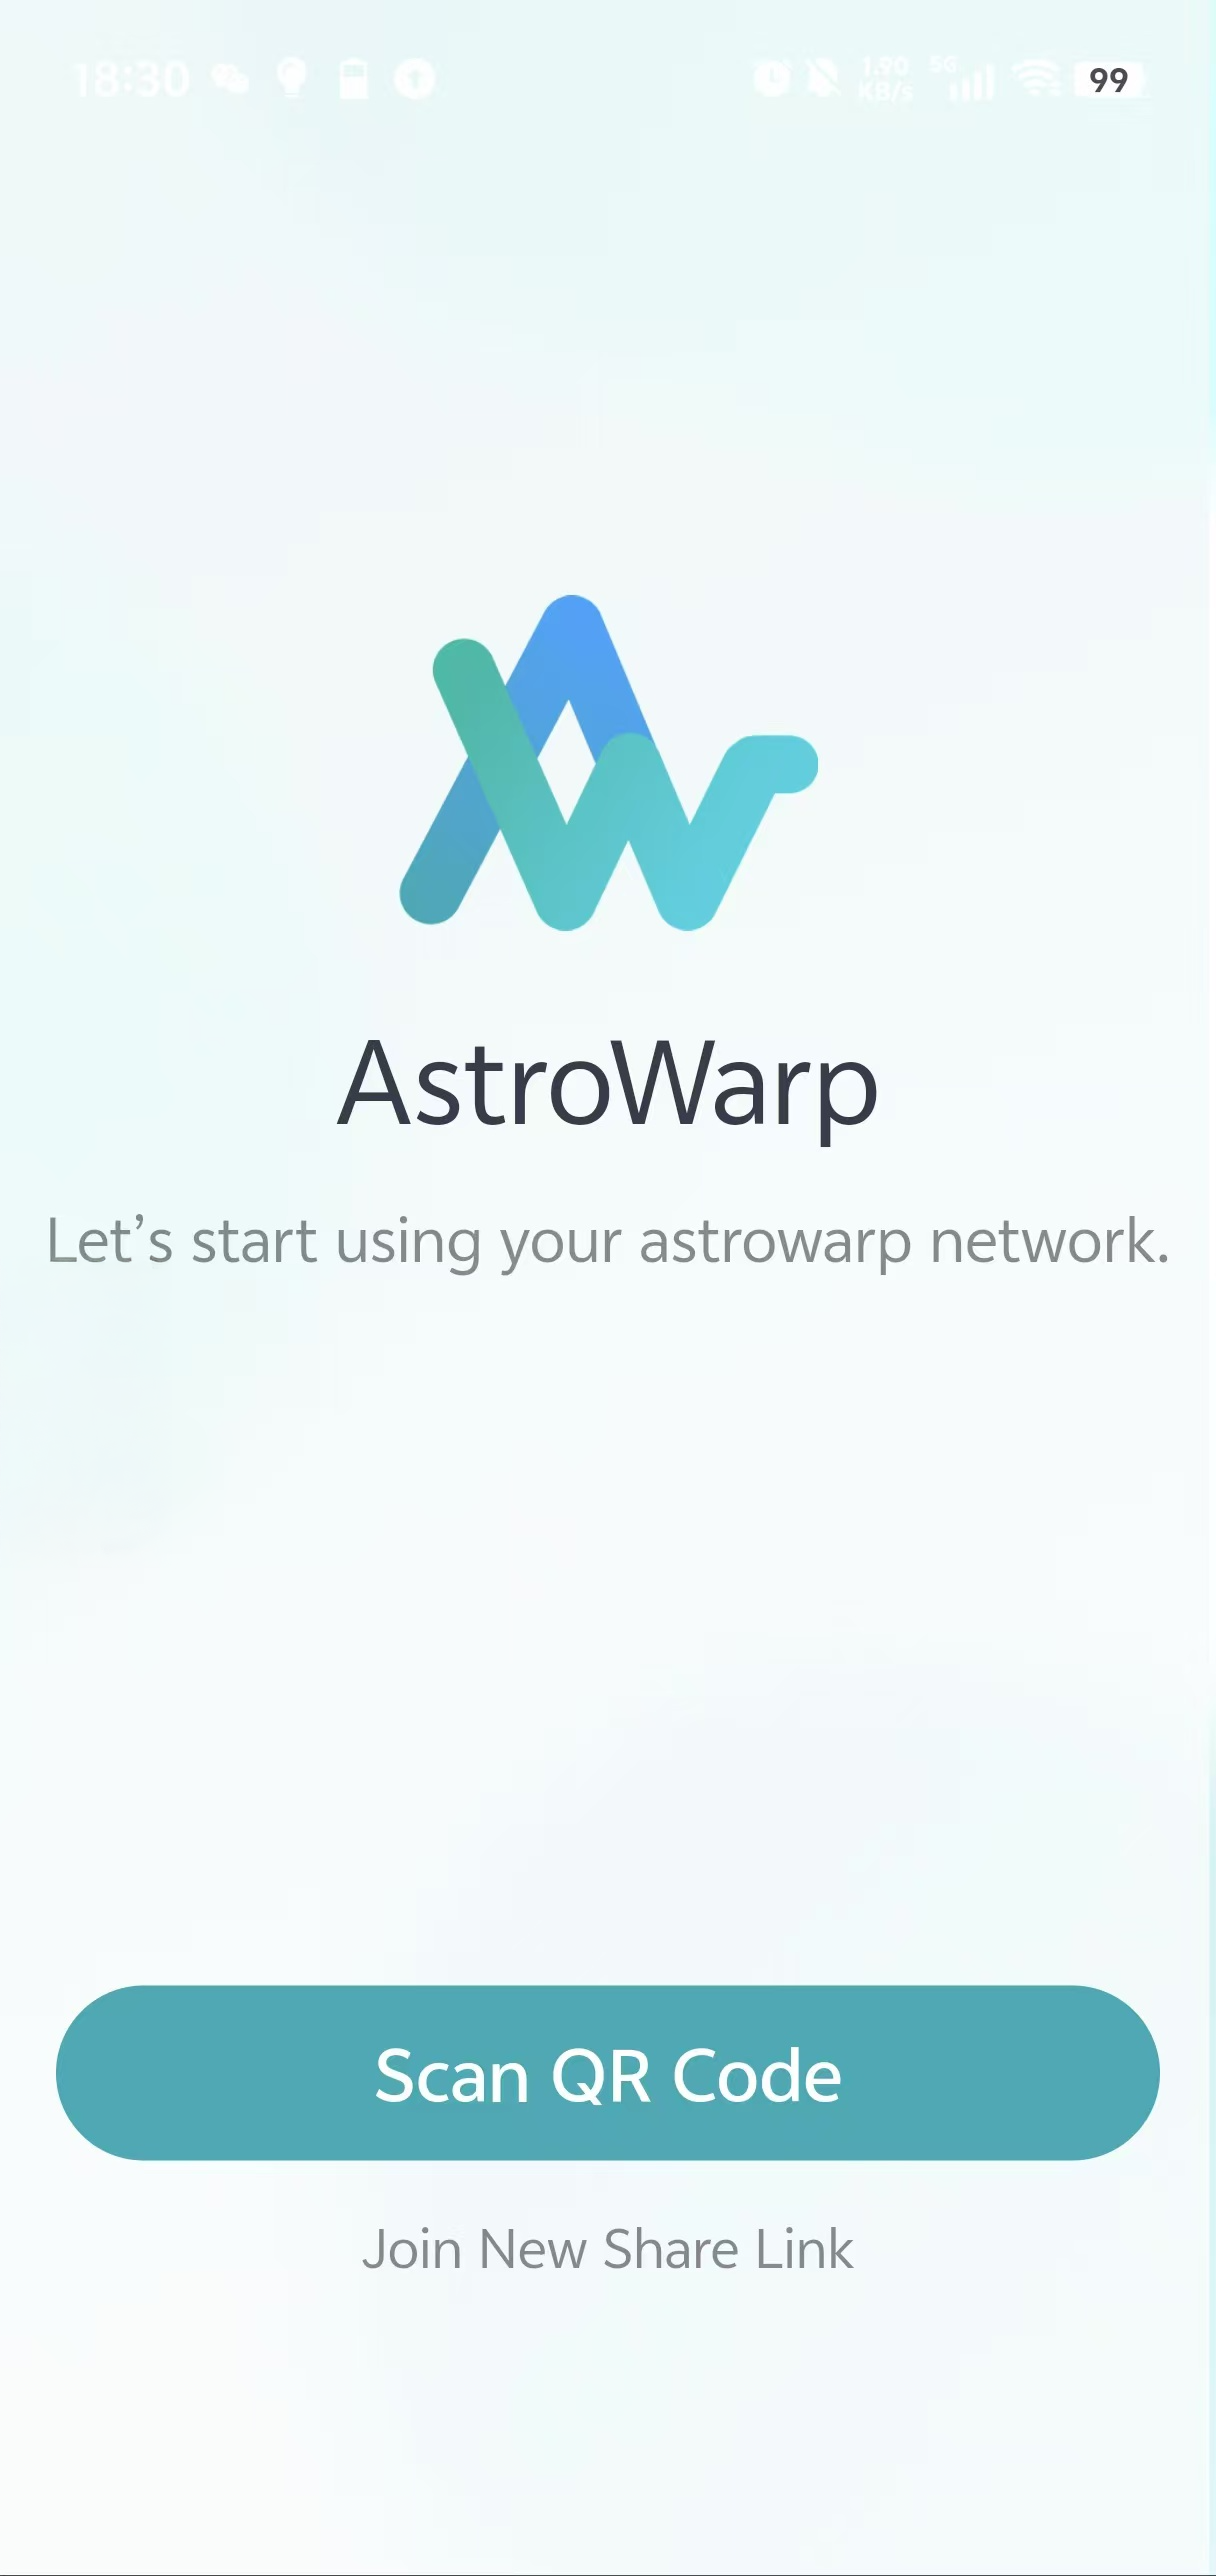 18:30
1.90
KB/s
5G
99
AstroWarp
Let’s start using your astrowarp network.
Scan QR Code
Join New Share Link